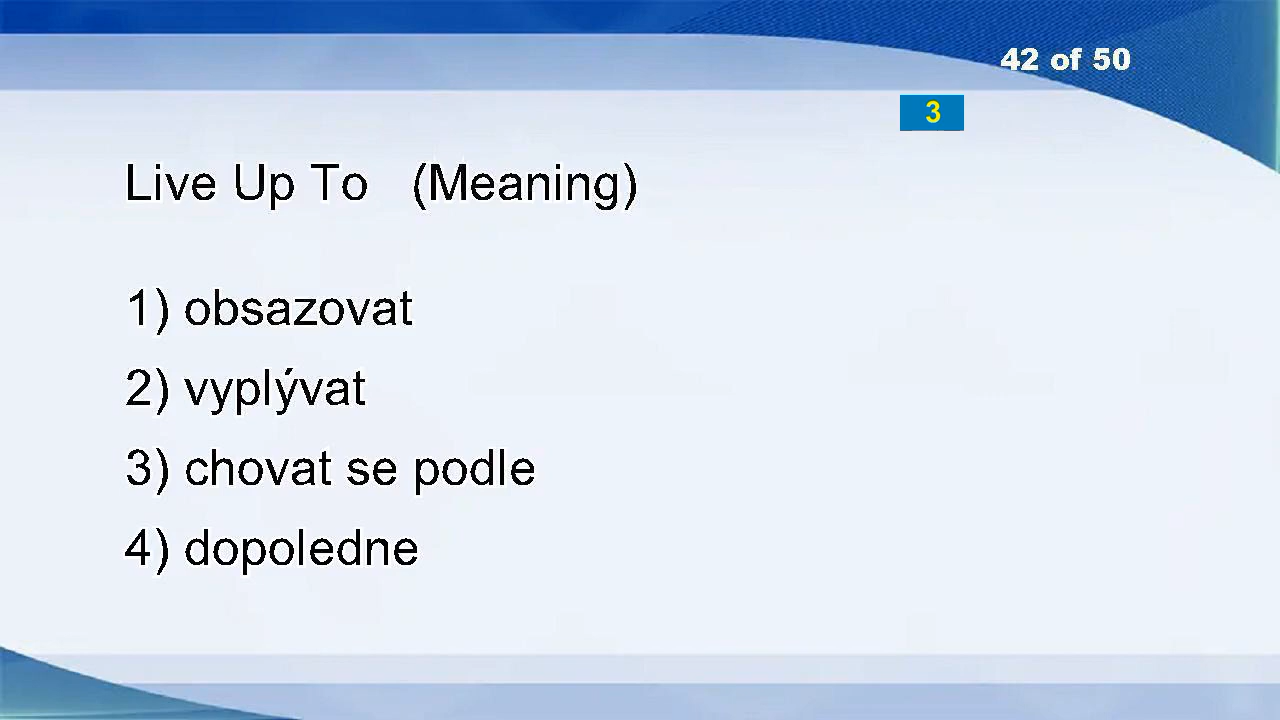 42 of 50
3
Live Up To (Meaning)
1) obsazovat
2) vyplývat
3) chovat se podle
4) dopoledne